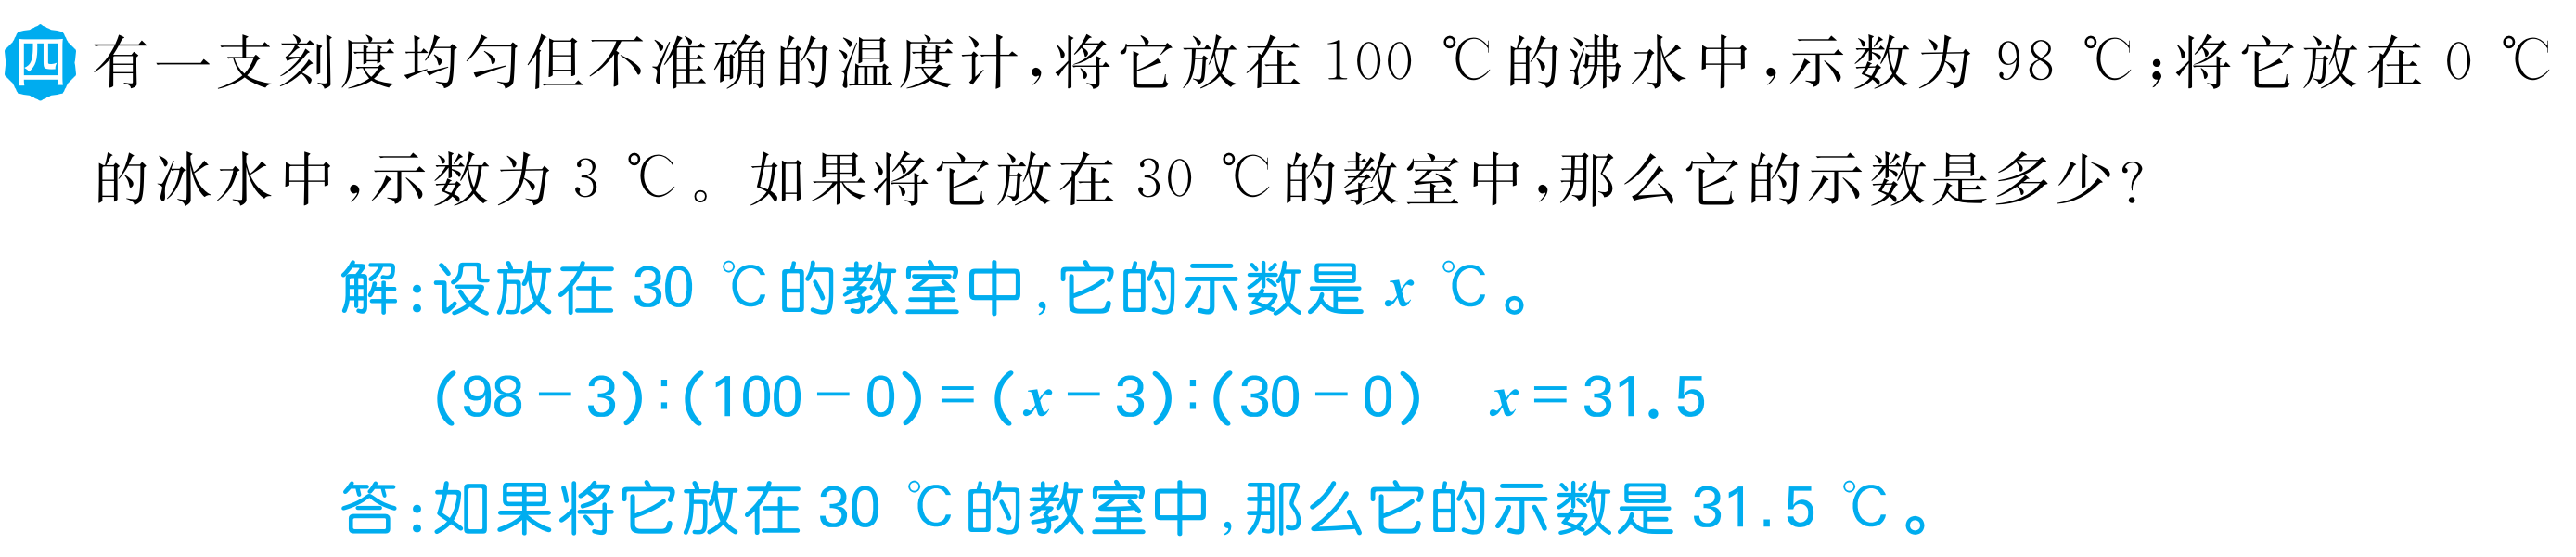 四 有一支刻度均匀但不准确的温度计,将它放在 100 ℃的沸水中,示数为 98 ℃;将它放在 0 ℃
的冰水中,示数为 3 ℃。如果将它放在 30 ℃的教室中,那么它的示数是多少?
解:设放在 30 ℃的教室中,它的示数是 x ℃。
(98-3):(100-0)=(x-3):(30-0) x=31.5
答:如果将它放在 30 ℃的教室中,那么它的示数是 31.5 ℃。